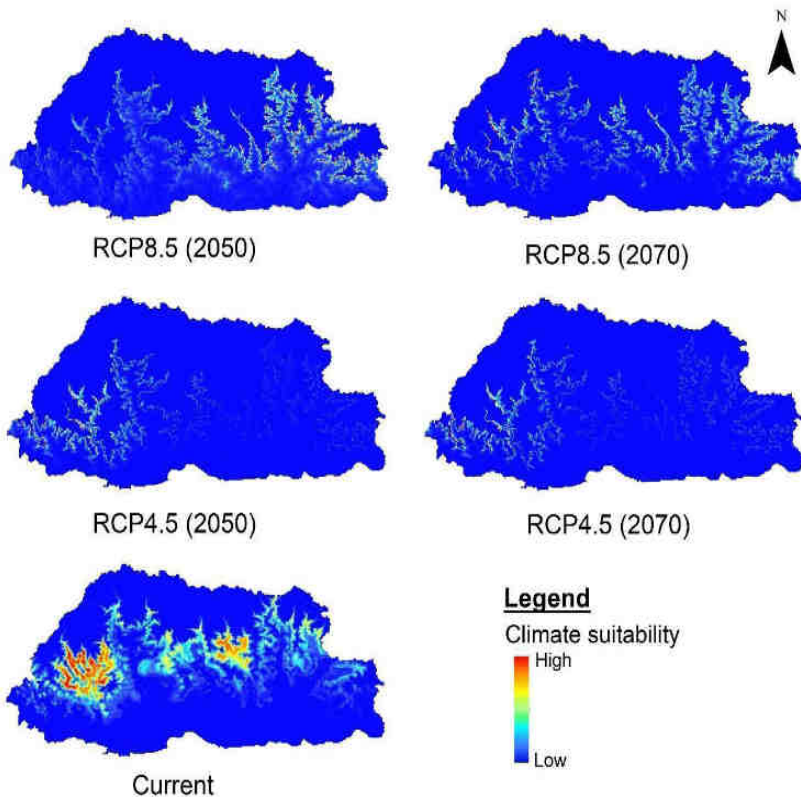 N
RCP8.5 (2050)
RCP8.5 (2070)
RCP4.5 (2050)
RCP4.5 (2070)
Current
Legend
Climate suitability
High
Low